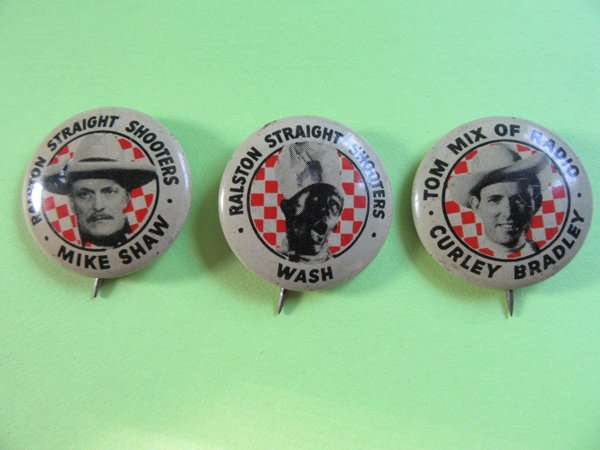 RALSTON STRAIGHT SHOOTERS
MIKE SHAW
RALSTON STRAIGHT SHOOTERS
WASH
TOM MIX OF RADIO
CURLEY BRADLEY